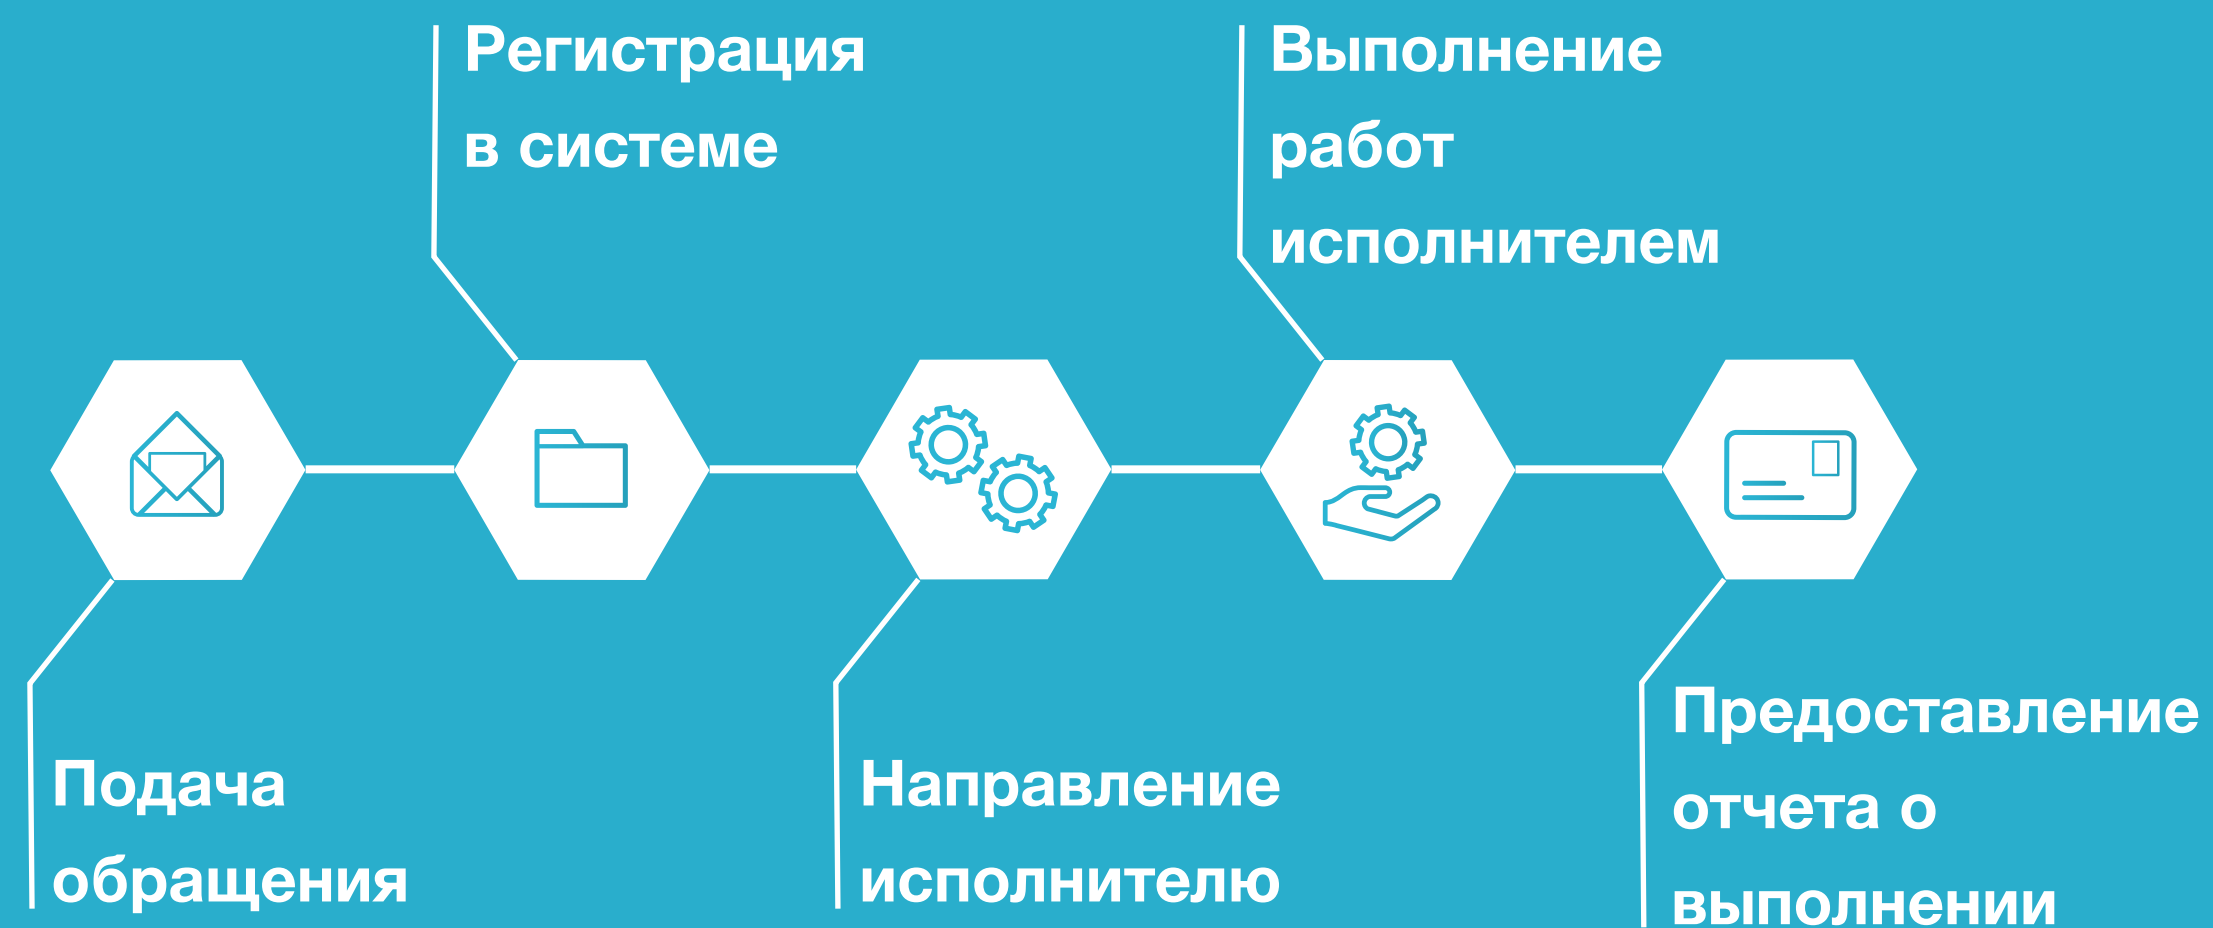 Подача
обращения
Регистрация
в системе
Направление
исполнителю
Выполнение
работ
исполнителем
Предоставление
отчета о
выполнении